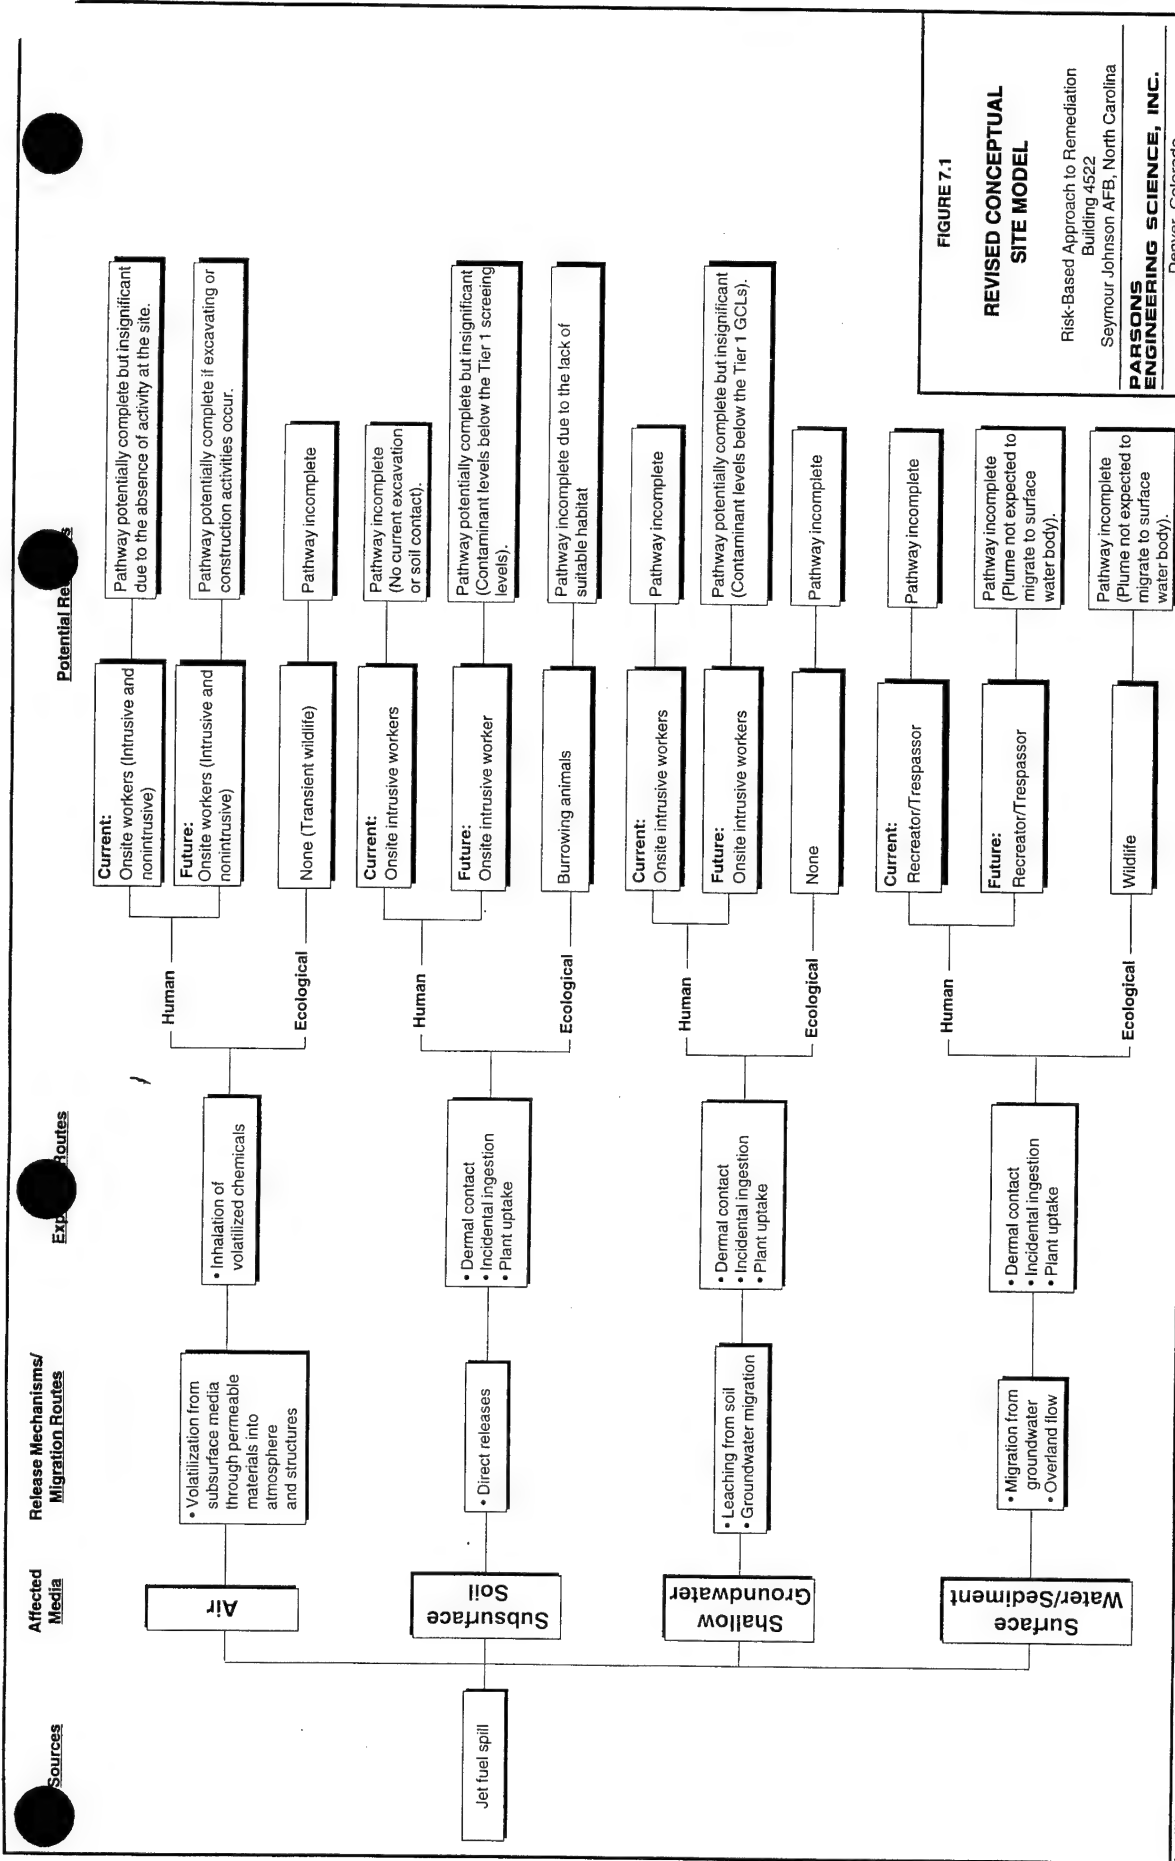 Sources
Affected
Media
Release Mechanisms/
Migration Routes
Routes
Jet fuel spill
Air
• Volatilization from
subsurface media
through permeable
materials into
atmosphere
and structures
• Inhalation of
volatilized chemicals
Human
Current:
Onsite workers (Intrusive and
nonintrusive)
Pathway potentially complete but insignificant
due to the absence of activity at the site.
Future:
Onsite workers (Intrusive and
nonintrusive)
Pathway potentially complete if excavating or
construction activities occur.
Ecological
None (Transient wildlife)
Pathway incomplete
Subsurface
Soil
• Direct releases
• Dermal contact
• Incidental ingestion
• Plant uptake
Human
Current:
Onsite intrusive workers
Pathway incomplete
(No current excavation
or soil contact).
Future:
Onsite intrusive worker
Pathway potentially complete but insignificant
(Contaminant levels below the Tier 1 screeing
levels).
Ecological
Burrowing animals
Pathway incomplete due to the lack of
suitable habitat
Shallow
Groundwater
• Leaching from soil
• Groundwater migration
• Dermal contact
• Incidental ingestion
• Plant uptake
Human
Current:
Onsite intrusive workers
Pathway incomplete
Future:
Onsite intrusive workers
Pathway potentially complete but insignificant
(Contaminant levels below the Tier 1 GCLs).
Ecological
None
Pathway incomplete
Surface
Water/Sediment
• Migration from
groundwater
• Overland flow
• Dermal contact
• Incidental ingestion
• Plant uptake
Human
Current:
Recreator/Trespassor
Pathway incomplete
Future:
Recreator/Trespassor
Pathway incomplete
(Plume not expected to
migrate to surface
water body).
Ecological
Wildlife
Pathway incomplete
(Plume not expected to
migrate to surface
water body).
Potential
FIGURE 7.1
REVISED CONCEPTUAL
SITE MODEL
Risk-Based Approach to Remediation
Building 4522
Seymour Johnson AFB, North Carolina
PARSONS
ENGINEERING SCIENCE, INC.
Denver, Colorado